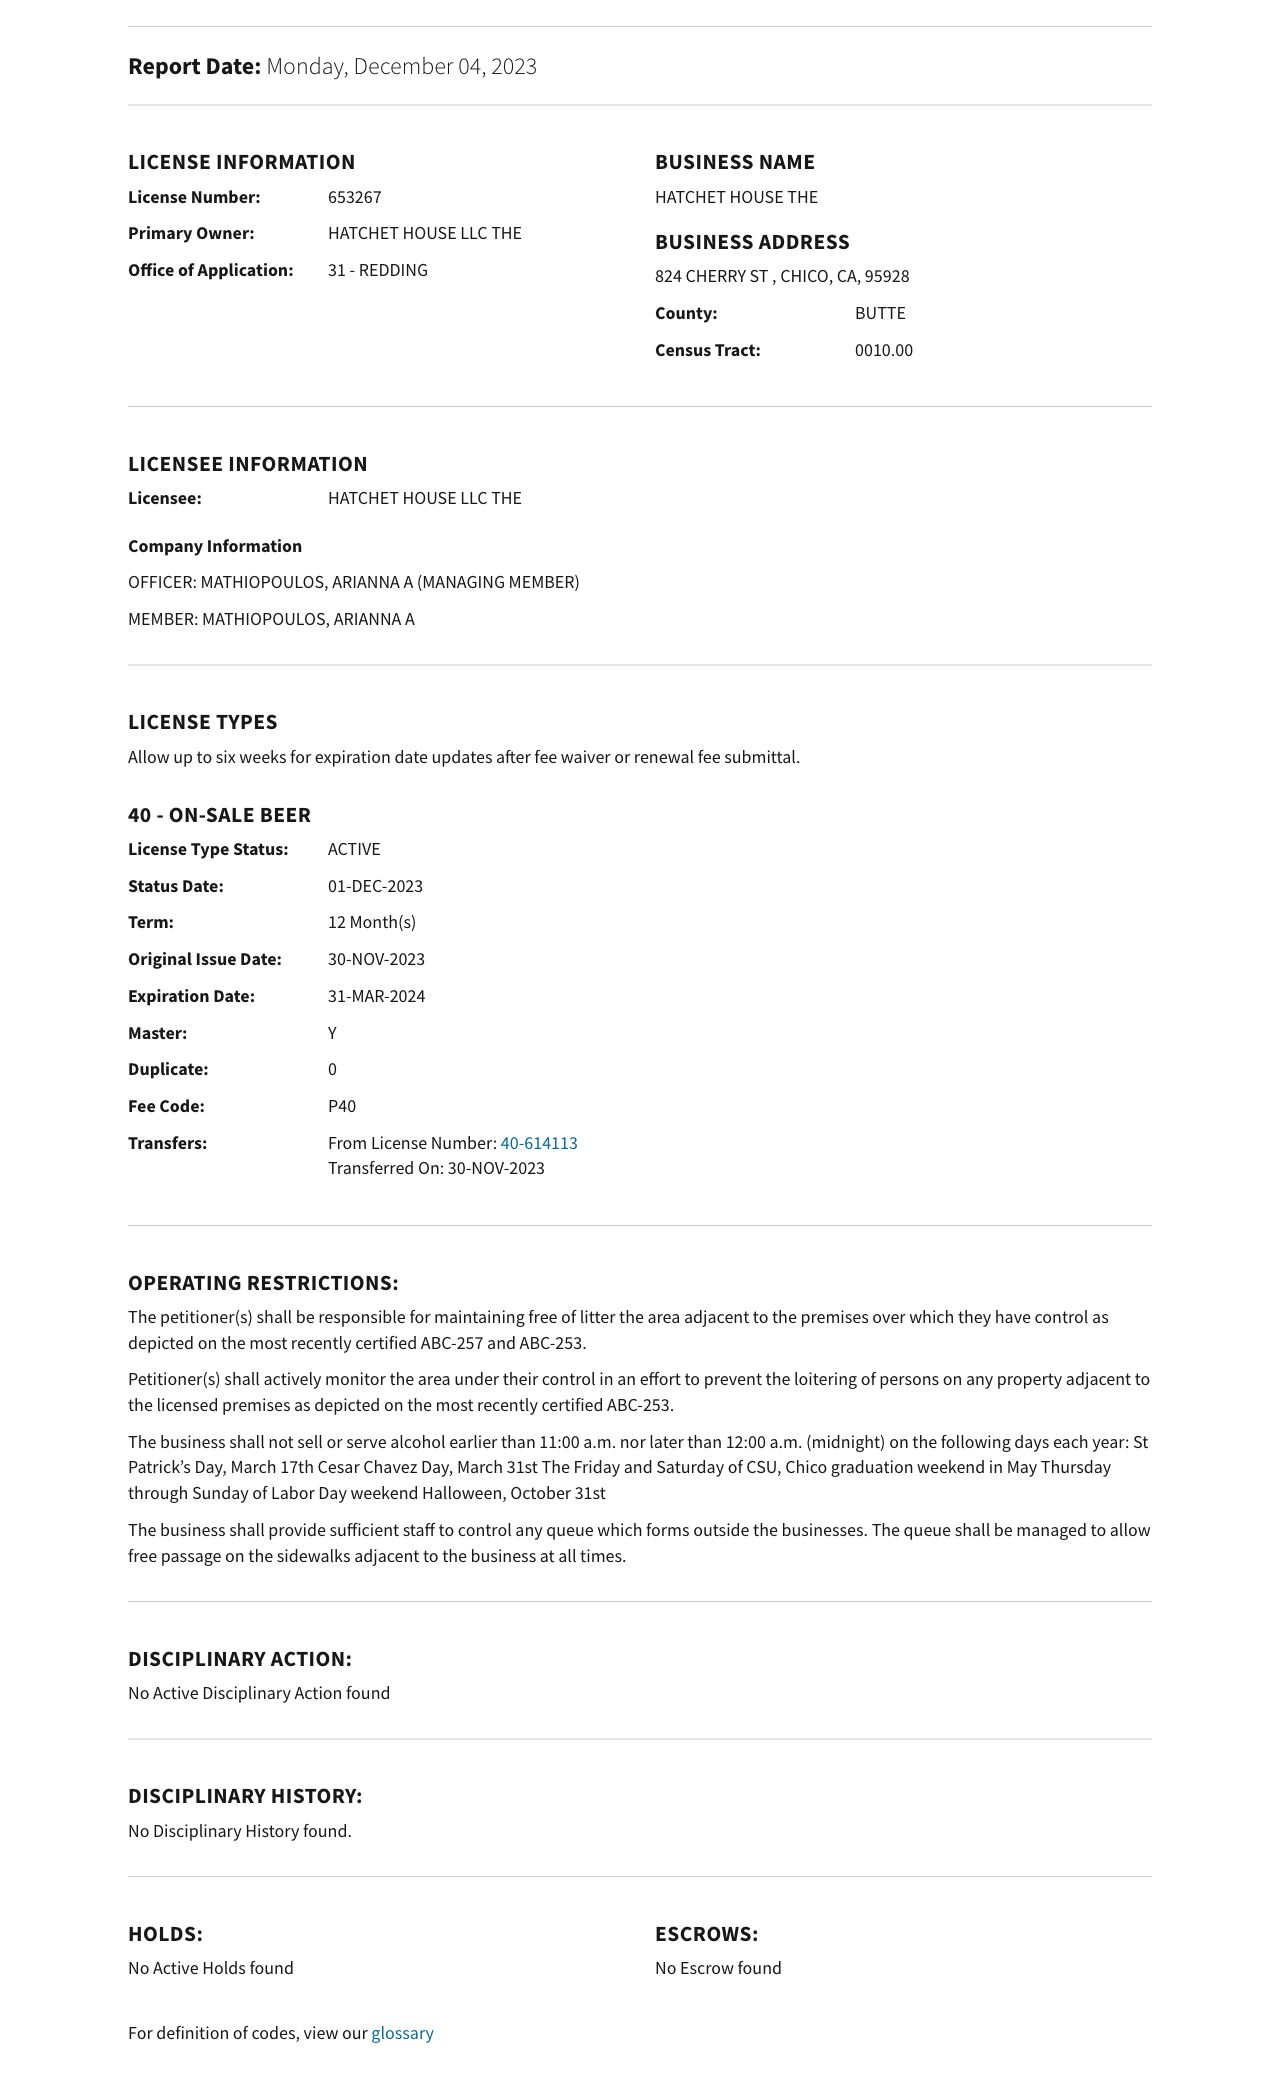 Report Date: Monday, December 04, 2023
LICENSE INFORMATION
License Number: 653267
Primary Owner: HATCHET HOUSE LLC THE
Office of Application: 31 - REDDING
BUSINESS NAME
HATCHET HOUSE THE
BUSINESS ADDRESS
824 CHERRY ST , CHICO, CA, 95928
County: BUTTE
Census Tract: 0010.00
LICENSEE INFORMATION
Licensee: HATCHET HOUSE LLC THE
Company Information
OFFICER: MATHIOPOULOS, ARIANNA A (MANAGING MEMBER)
MEMBER: MATHIOPOULOS, ARIANNA A
LICENSE TYPES
Allow up to six weeks for expiration date updates after fee waiver or renewal fee submittal.
40 - ON-SALE BEER
License Type Status: ACTIVE
Status Date: 01-DEC-2023
Term: 12 Month(s)
Original Issue Date: 30-NOV-2023
Expiration Date: 31-MAR-2024
Master: Y
Duplicate: 0
Fee Code: P40
Transfers: From License Number: 40-614113
Transferred On: 30-NOV-2023
OPERATING RESTRICTIONS:
The petitioner(s) shall be responsible for maintaining free of litter the area adjacent to the premises over which they have control as
depicted on the most recently certified ABC-257 and ABC-253.
Petitioner(s) shall actively monitor the area under their control in an effort to prevent the loitering of persons on any property adjacent to
the licensed premises as depicted on the most recently certified ABC-253.
The business shall not sell or serve alcohol earlier than 11:00 a.m. nor later than 12:00 a.m. (midnight) on the following days each year: St
Patrick’s Day, March 17th Cesar Chavez Day, March 31st The Friday and Saturday of CSU, Chico graduation weekend in May Thursday
through Sunday of Labor Day weekend Halloween, October 31st
The business shall provide sufficient staff to control any queue which forms outside the businesses. The queue shall be managed to allow
free passage on the sidewalks adjacent to the business at all times.
DISCIPLINARY ACTION:
No Active Disciplinary Action found
DISCIPLINARY HISTORY:
No Disciplinary History found.
HOLDS:
No Active Holds found
ESCROWS:
No Escrow found
For definition of codes, view our glossary